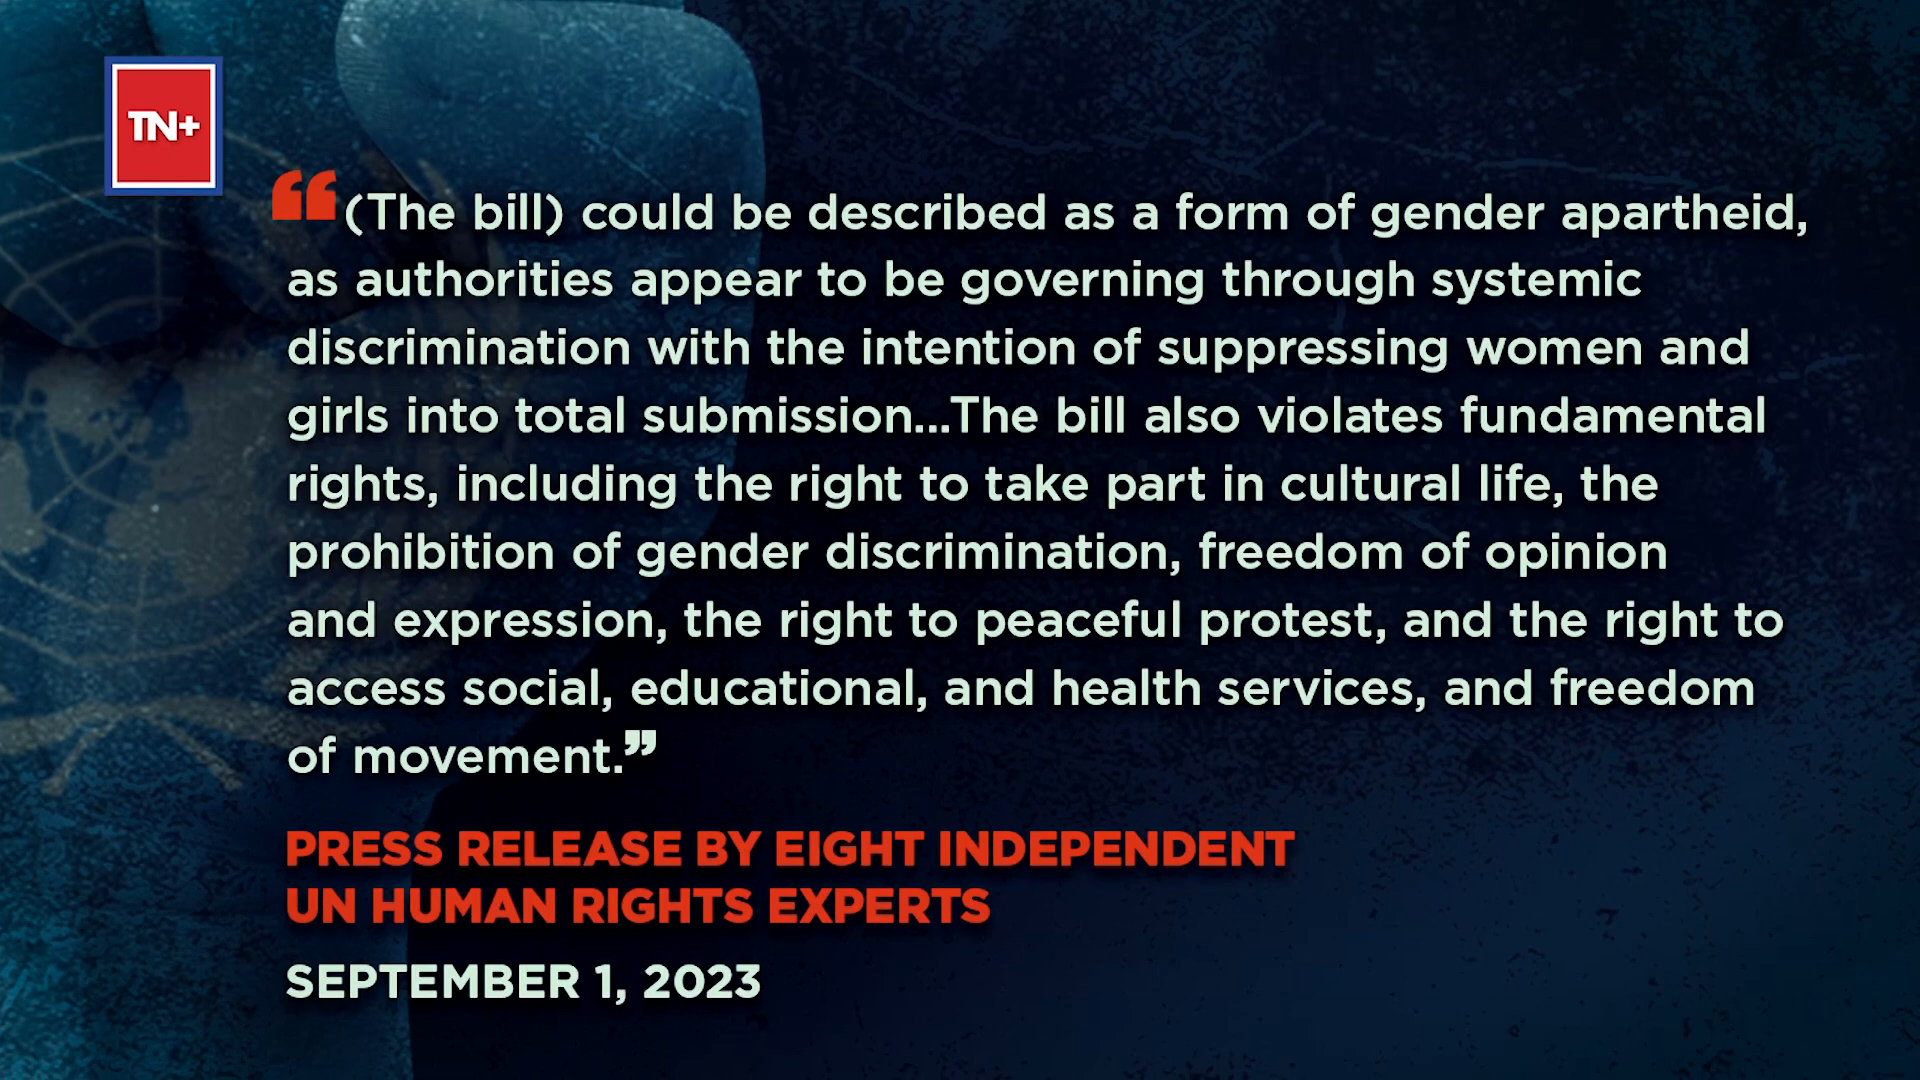 TN+
“(The bill) could be described as a form of gender apartheid,
as authorities appear to be governing through systemic
discrimination with the intention of suppressing women and
girls into total submission...The bill also violates fundamental
rights, including the right to take part in cultural life, the
prohibition of gender discrimination, freedom of opinion
and expression, the right to peaceful protest, and the right to
access social, educational, and health services, and freedom
of movement.”
PRESS RELEASE BY EIGHT INDEPENDENT
UN HUMAN RIGHTS EXPERTS
SEPTEMBER 1, 2023